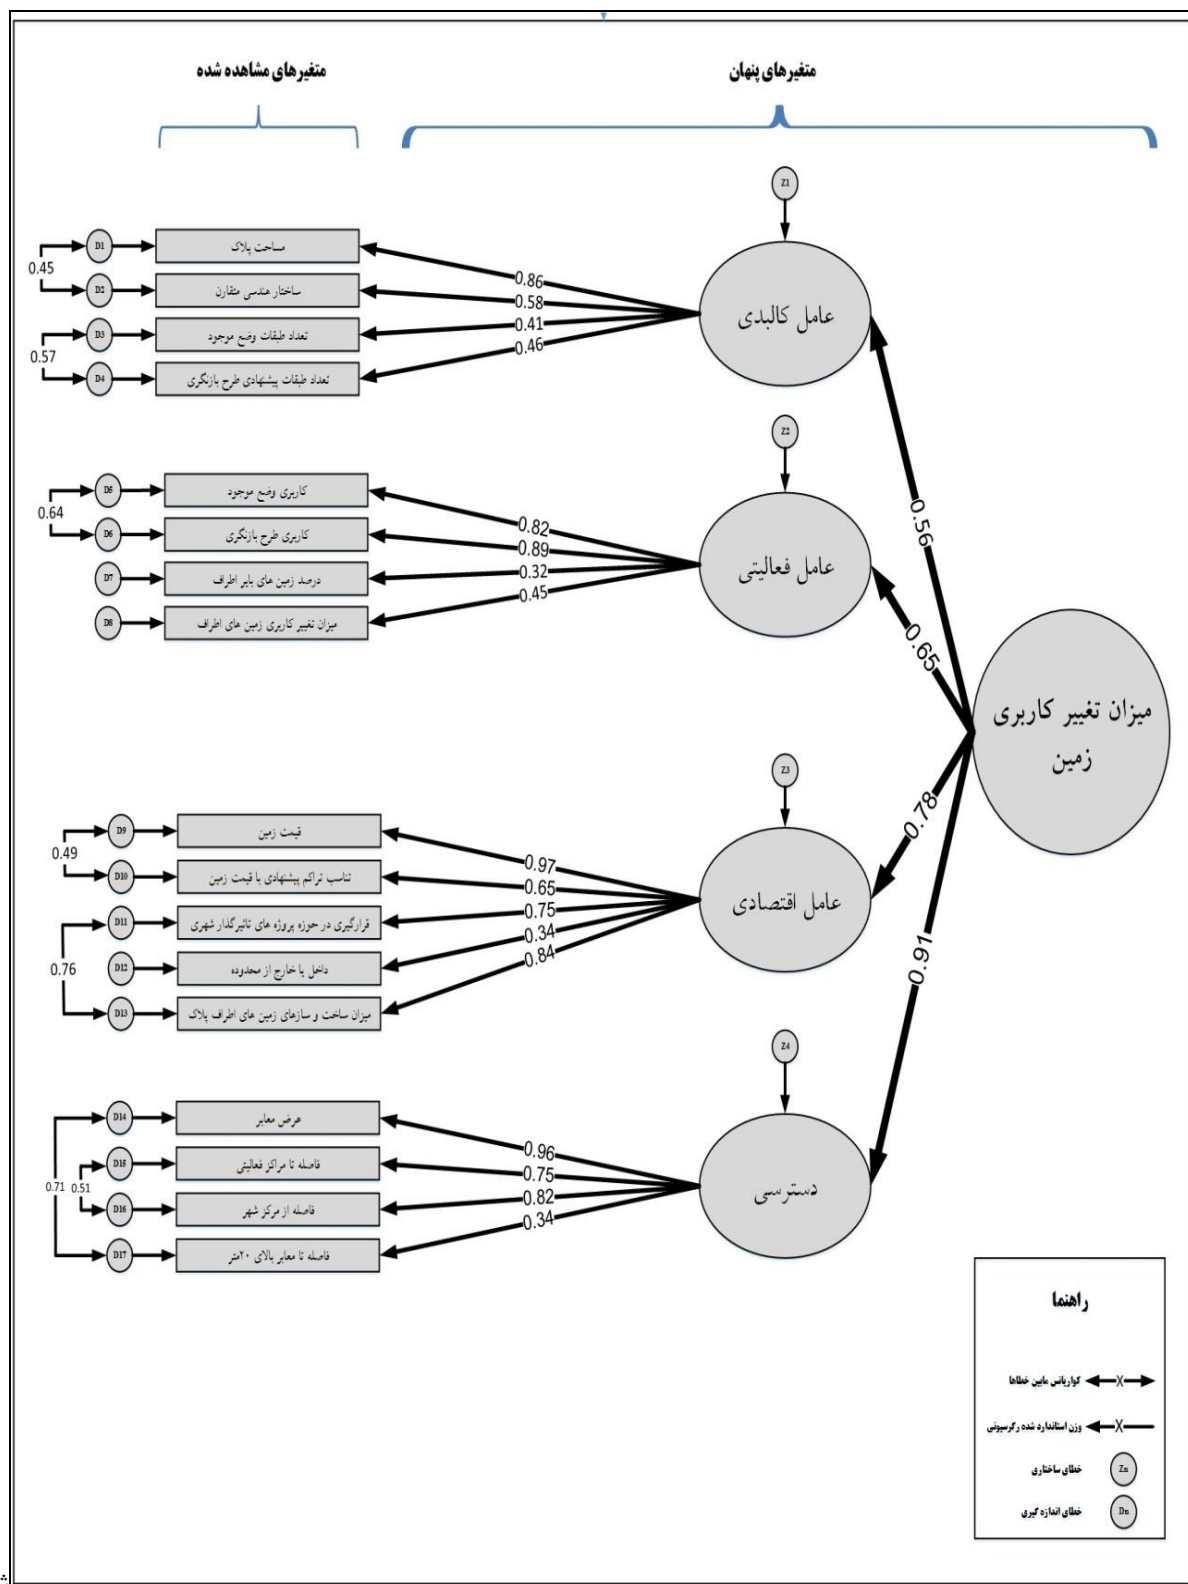 متغیرهای پنهان
متغیرهای مشاهده شده
Z1
D1
مساحت پلاک
0.86
0.45
D2
ساختار هندسی متقارن
0.58
عامل کالبدی
D3
تعداد طبقات وضع موجود
0.41
0.57
D4
تعداد طبقات پیشنهادی طرح بازنگری
0.46
0.56
Z2
D5
کاربری وضع موجود
0.82
0.64
D6
کاربری طرح بازنگری
0.89
عامل فعالیتی
D7
درصد زمین های بایر اطراف
0.32
D8
میزان تغییر کاربری زمین های اطراف
0.45
0.65
میزان تغییر کاربری
زمین
Z3
0.78
D9
قیمت زمین
0.97
0.49
D10
تناسب تراکم پیشنهادی با قیمت زمین
0.65
عامل اقتصادی
D11
قرارگیری در حوزه پروژه های تاثیرگذار شهری
0.75
0.76
D12
داخل یا خارج از محدوده
0.34
D13
میزان ساخت و سازهای زمین های اطراف پلاک
0.84
0.91
Z4
D14
عرض معابر
0.96
D15
فاصله تا مراکز فعالیتی
0.75
0.71
0.51
دسترسی
D16
فاصله از مرکز شهر
0.82
D17
فاصله تا معابر بالای ۲۰متر
0.34
راهنما
کواریانس مابین خطاها
X
وزن استاندارد شده رگرسیونی
X
خطای ساختاری
Zn
خطای اندازه گیری
Dn